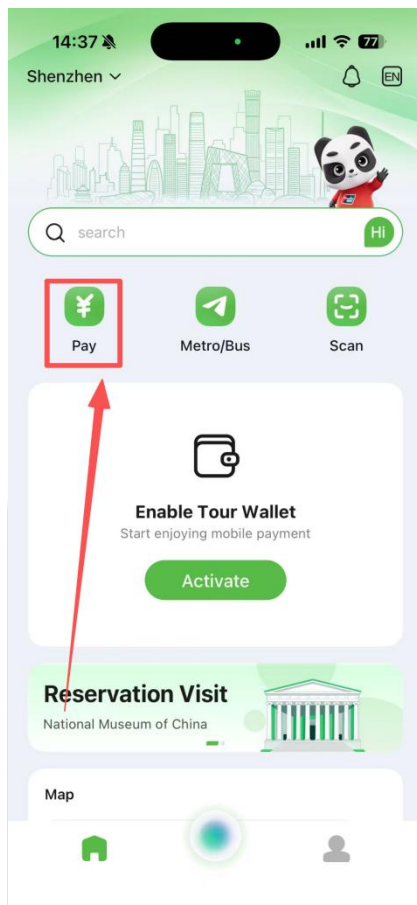 14:37
77
Shenzhen
EN
search
Hi
¥
Pay
Metro/Bus
Scan
Enable Tour Wallet
Start enjoying mobile payment
Activate
Reservation Visit
National Museum of China
Map